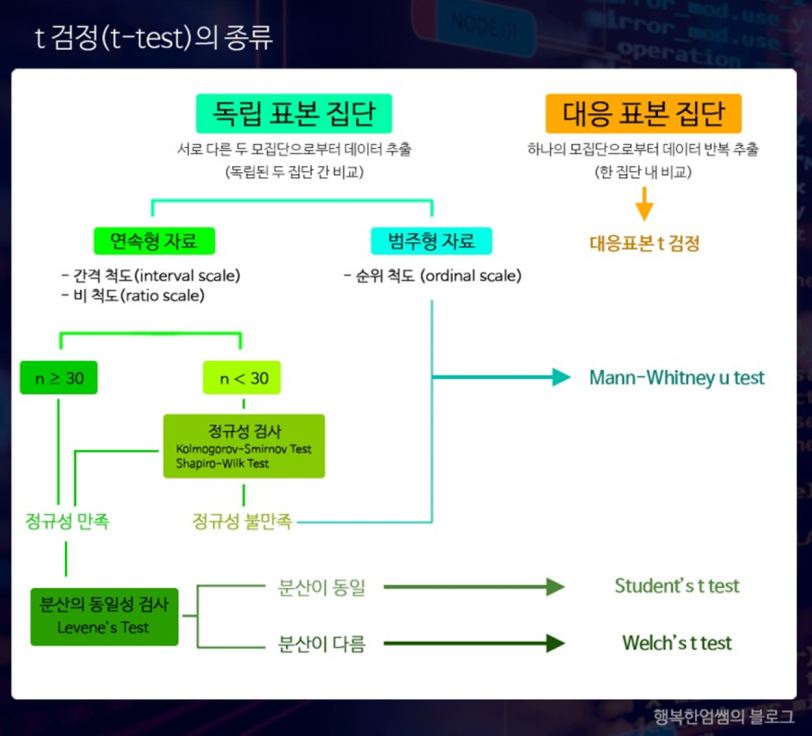 t 검정(t-test)의 종류
NODE 01
error_mod.use_y
irror_mod.use_
operation
독립 표본 집단
대응 표본 집단
서로 다른 두 모집단으로부터 데이터 추출
(독립된 두 집단 간 비교)
하나의 모집단으로부터 데이터 반복 추출
(한 집단 내 비교)
연속형 자료
범주형 자료
대응표본 t 검정
- 간격 척도(interval scale)
- 비 척도(ratio scale)
- 순위 척도 (ordinal scale)
n ≥ 30
n < 30
Mann-Whitney u test
정규성 검사
Kolmogorov-Smirnov Test
Shapiro-Wilk Test
정규성 만족
정규성 불만족
분산의 동일성 검사
Levene's Test
분산이 동일
Student's t test
분산이 다름
Welch's t test
행복한엄쌤의 블로그